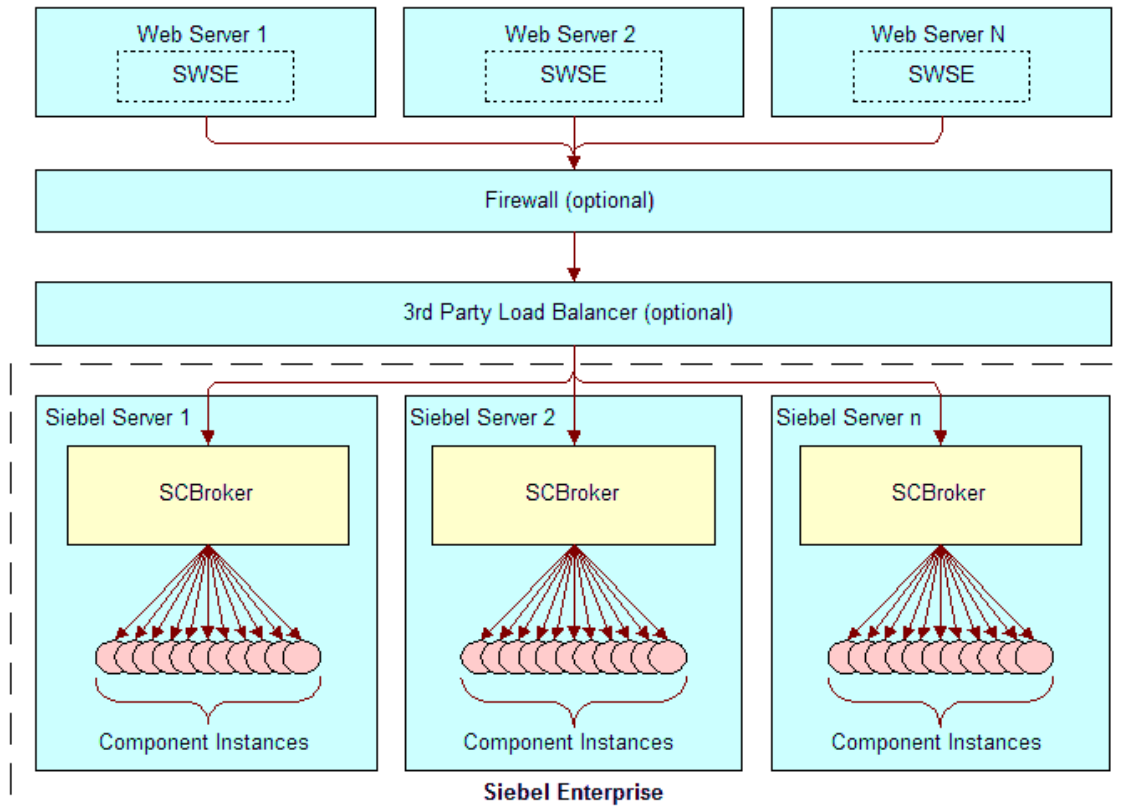 Web Server 1
SWSE
Web Server 2
SWSE
Web Server N
SWSE
Firewall (optional)
3rd Party Load Balancer (optional)
Siebel Server 1
SCBroker
Component Instances
Siebel Server 2
SCBroker
Component Instances
Siebel Server n
SCBroker
Component Instances
Siebel Enterprise